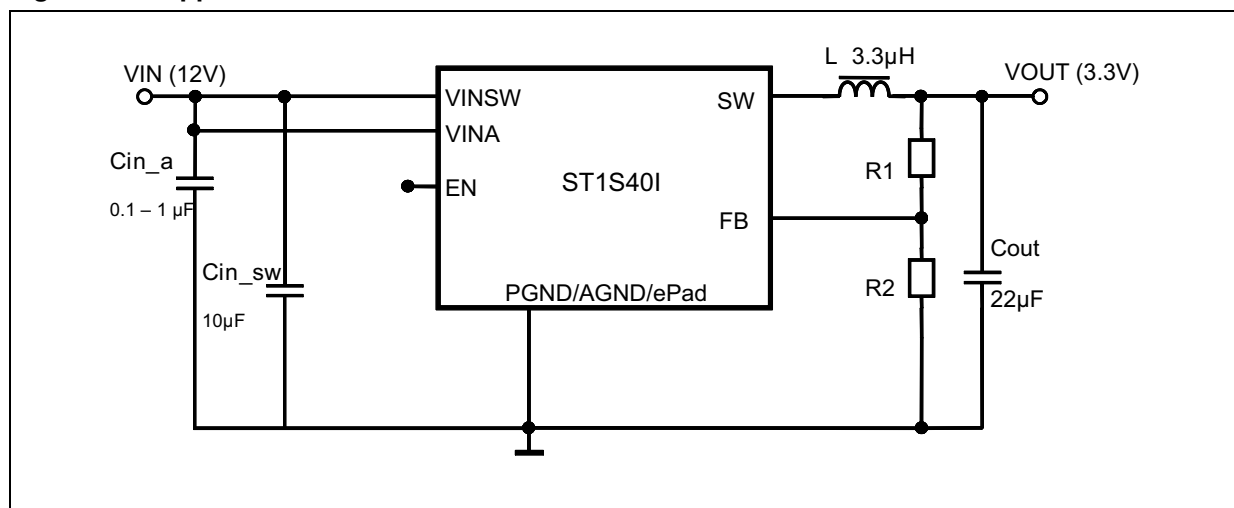 VIN (12V)
L 3.3µH
VOUT (3.3V)
VINSW
SW
VINA
Cin_a
0.1 – 1 µF
EN
ST1S40I
R1
FB
Cin_sw
10µF
PGND/AGND/ePad
R2
Cout
22µF